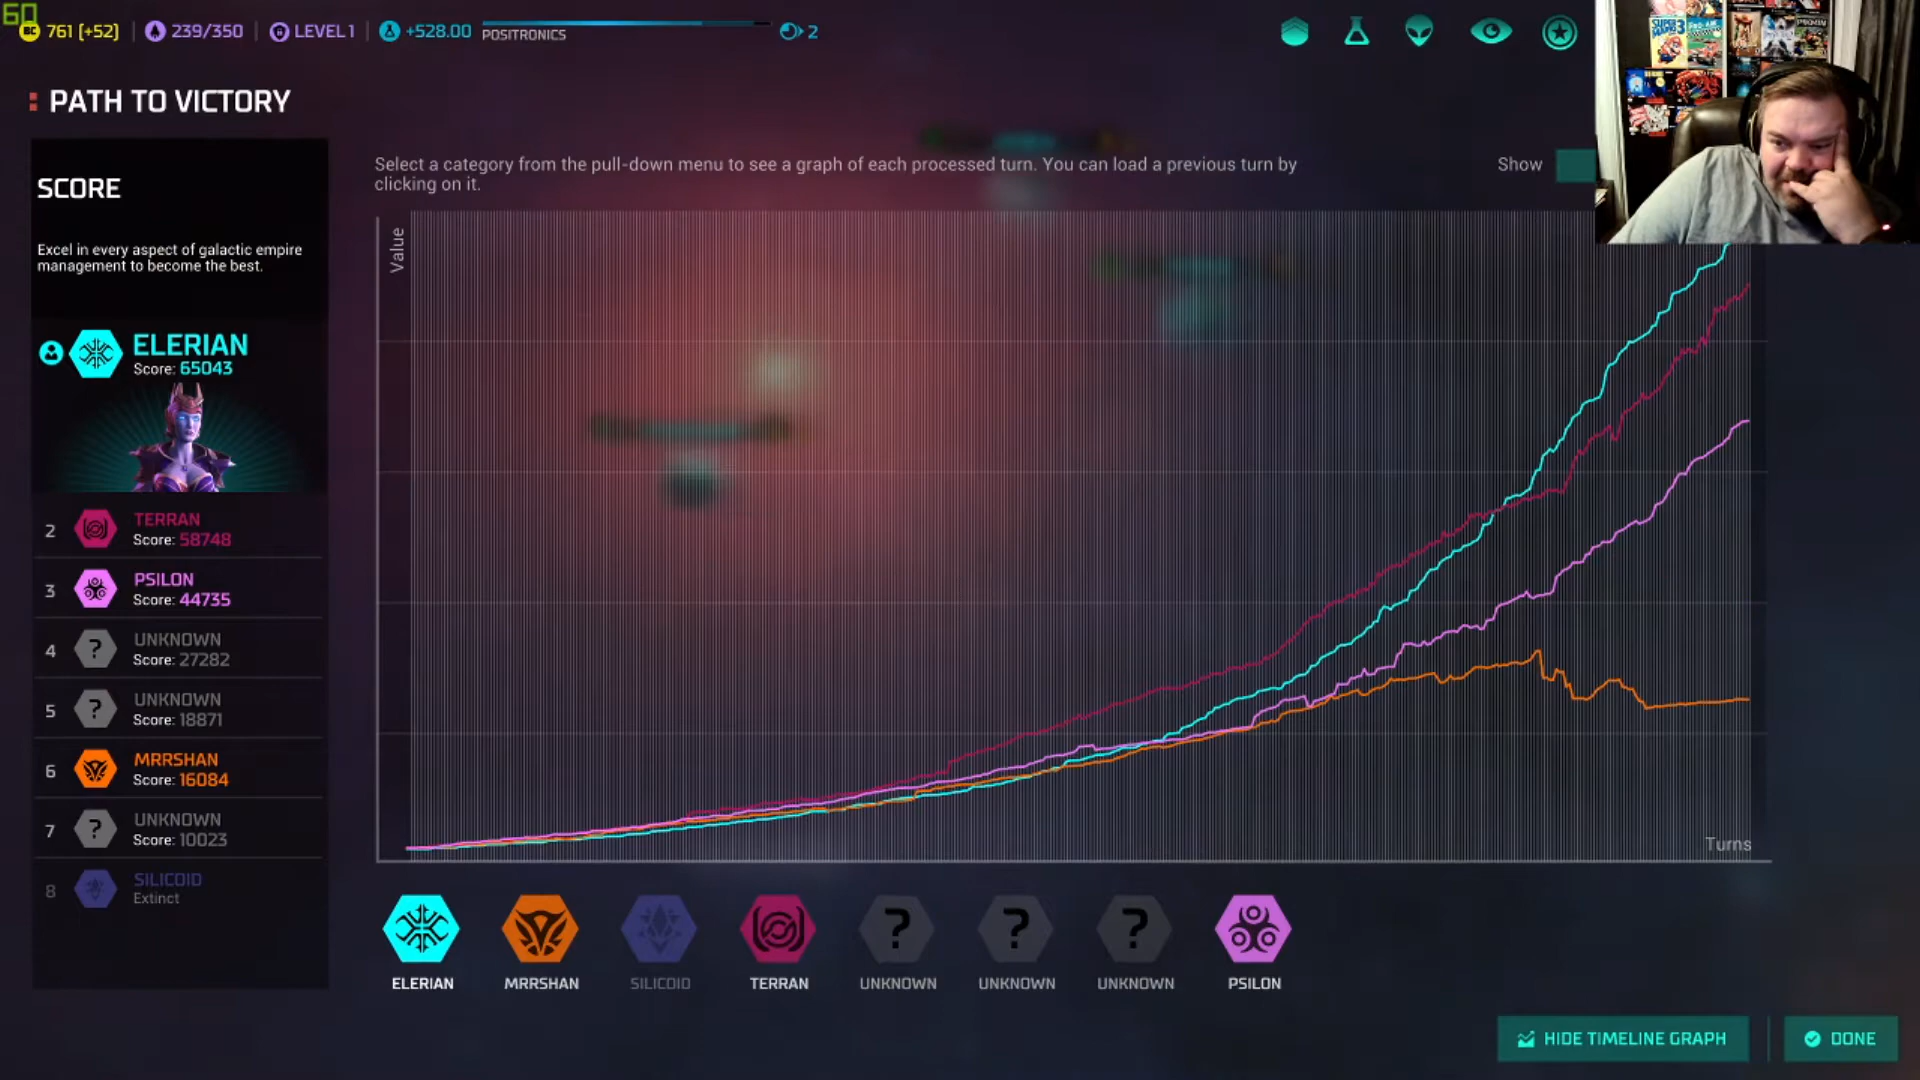 60
BC 761 [+52]
239/350
LEVEL 1
+528.00
POSITRONICS
2
PATH TO VICTORY
SCORE
Excel in every aspect of galactic empire
management to become the best.
ELERIAN
Score: 65043
2 TERRAN
Score: 58748
3 PSILON
Score: 44735
4 ? UNKNOWN
Score: 27282
5 ? UNKNOWN
Score: 18871
6 MRRSHAN
Score: 16084
7 ? UNKNOWN
Score: 10023
8 SILICOID
Extinct
Select a category from the pull-down menu to see a graph of each processed turn. You can load a previous turn by
clicking on it.
Show
Value
Turns
? ? ?
ELERIAN MRRSHAN SILICOID TERRAN UNKNOWN UNKNOWN UNKNOWN PSILON
HIDE TIMELINE GRAPH
DONE
SUPER